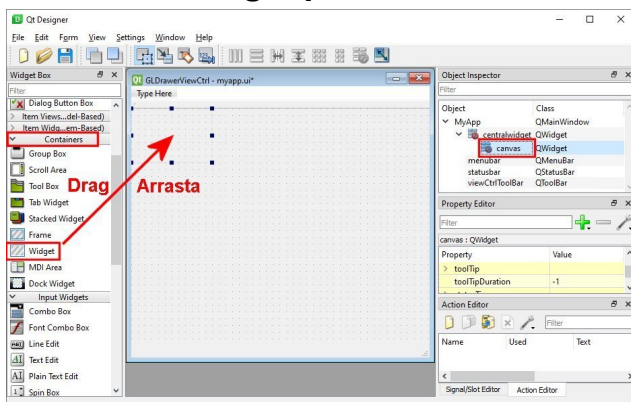 Qt Designer
File Edit Form View Settings Window Help
Widget Box
Filter
Dialog Button Box
Item Views...del-Based)
Item Widg...em-Based)
Containers
Group Box
Scroll Area
Tool Box
Tab Widget
Stacked Widget
Frame
Widget
MDI Area
Dock Widget
Input Widgets
Combo Box
Font Combo Box
Line Edit
Text Edit
Plain Text Edit
Spin Box
GLDrawerViewCtrl - myapp.ui*
Type Here
Drag Arrasta
Object Inspector
Filter
Object Class
MyApp QMainWindow
centralwidget QWidget
canvas QWidget
menubar QMenuBar
statusbar QStatusBar
viewCtrlToolBar QToolBar
Property Editor
Filter
canvas : QWidget
Property Value
toolTip
toolTipDuration -1
Action Editor
Filter
Name Used Text
Signal/Slot Editor Action Editor